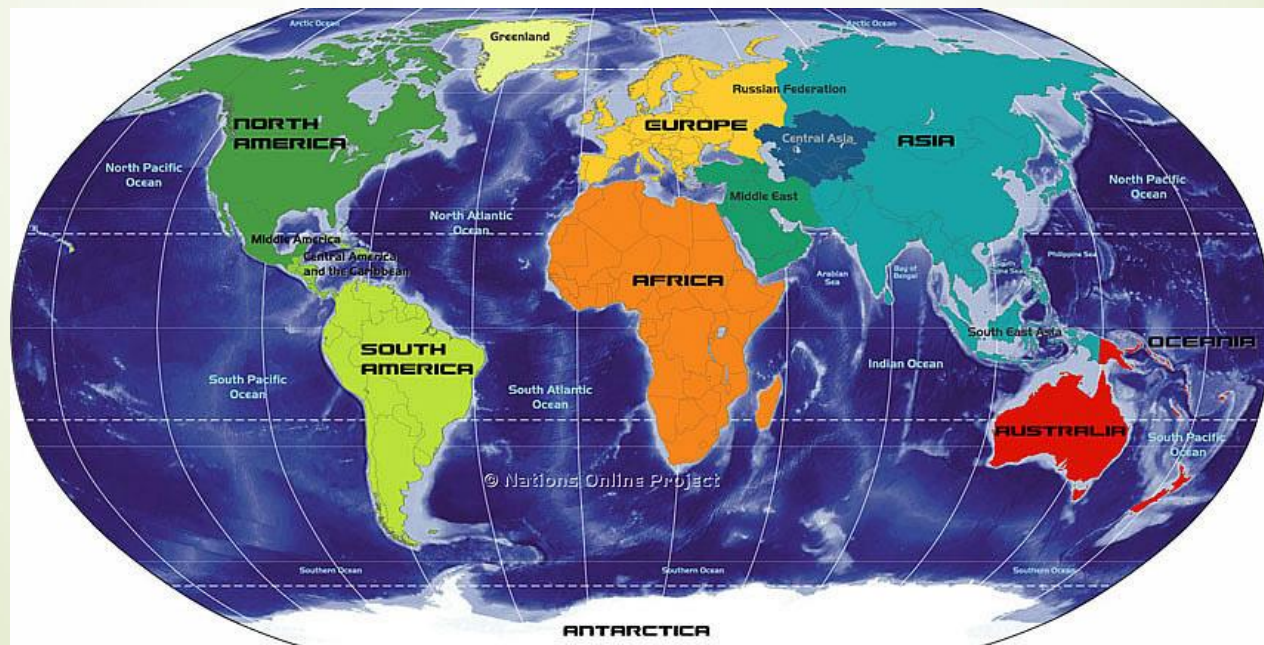 Arctic Ocean
Arctic Ocean
Greenland
Russian Federation
NORTH
AMERICA
EUROPE
Central Asia
ASIA
North Pacific
Ocean
Middle East
North Pacific
Ocean
North Atlantic
Ocean
Middle America
Central America
and the Caribbean
AFRICA
Arabian
Sea
Bay of
Bengal
South
China Sea
Philippine Sea
South East Asia
OCEANIA
SOUTH
AMERICA
Indian Ocean
South Pacific
Ocean
South Atlantic
Ocean
AUSTRALIA
South Pacific
Ocean
© Nations Online Project
Southern Ocean
Southern Ocean
Southern Ocean
ANTARCTICA